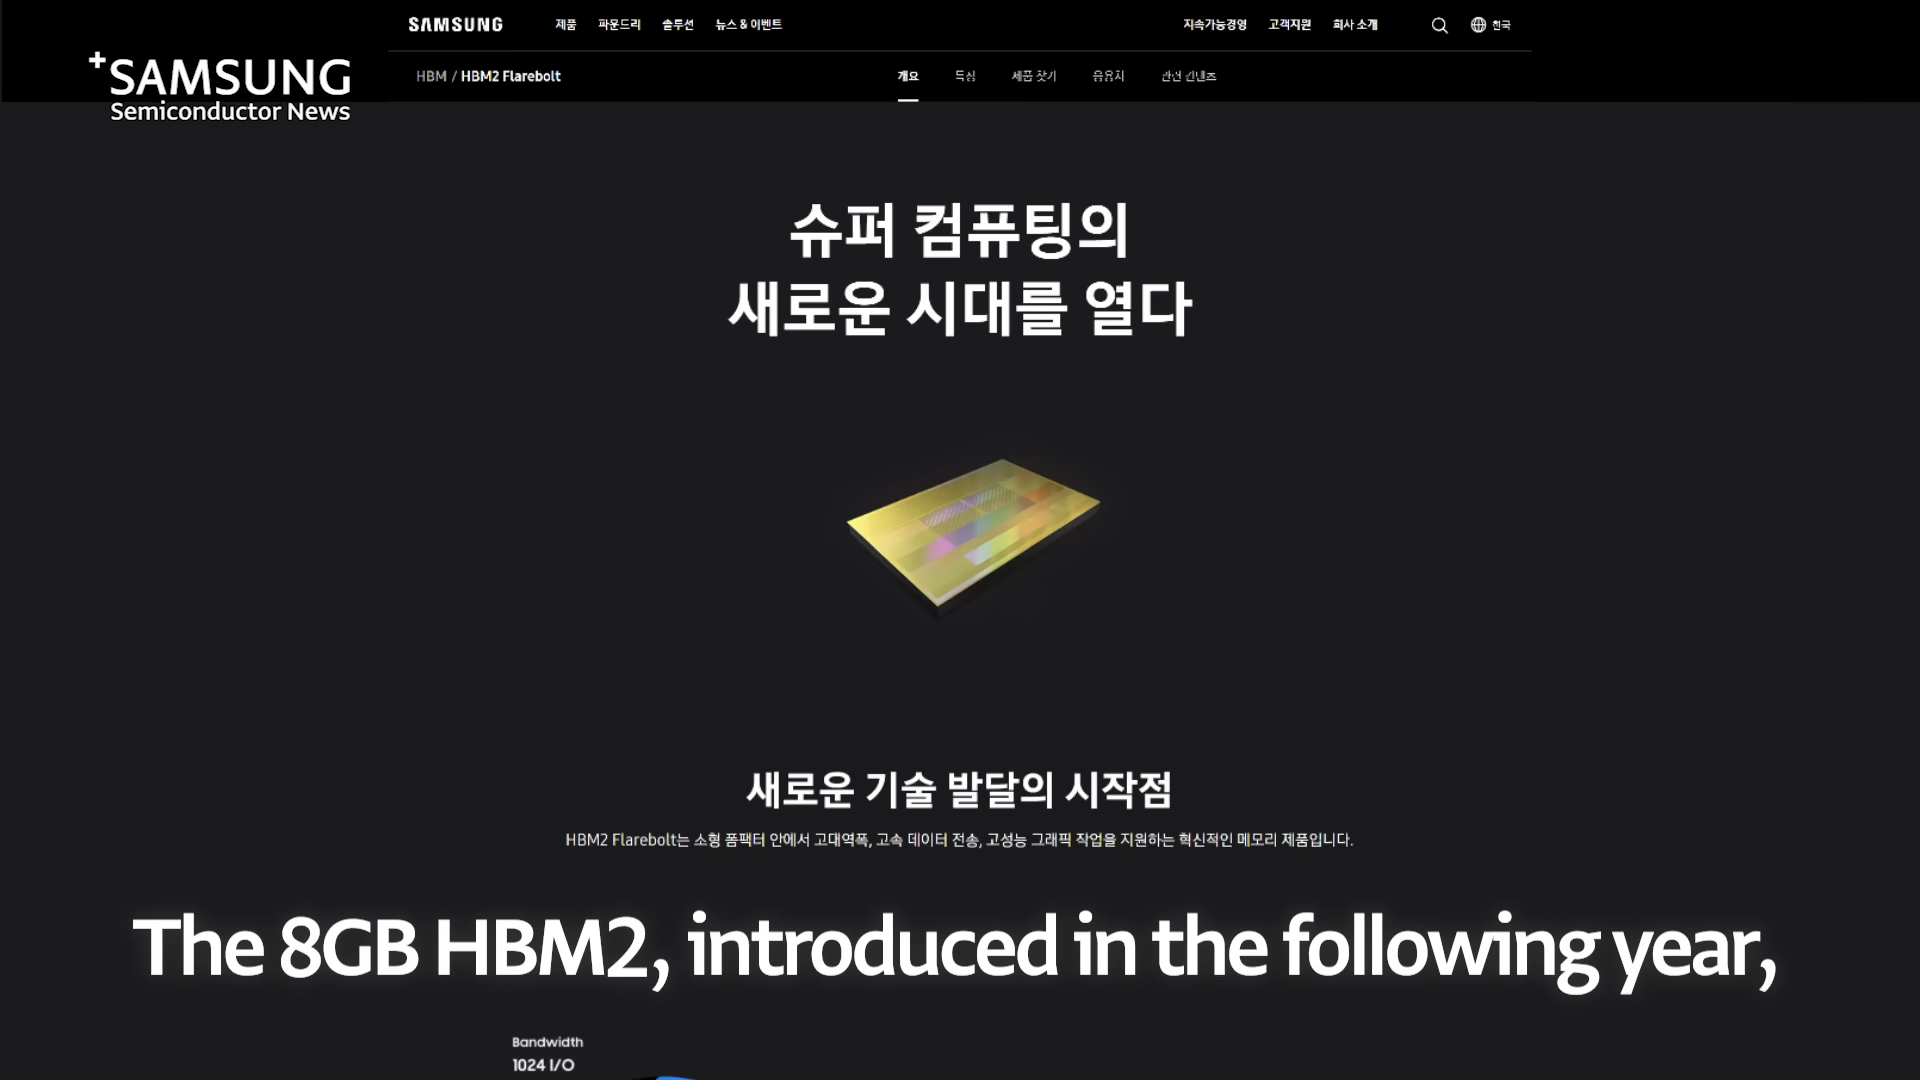 SAMSUNG 제품 파운드리 솔루션 뉴스 & 이벤트 지속가능경영 고객지원 회사 소개 한국
+SAMSUNG
Semiconductor News
HBM / HBM2 Flarebolt 개요 특징 제품 찾기 응용처 관련 콘텐츠
슈퍼 컴퓨팅의
새로운 시대를 열다
새로운 기술 발달의 시작점
HBM2 Flarebolt는 소형 폼팩터 안에서 고대역폭, 고속 데이터 전송, 고성능 그래픽 작업을 지원하는 혁신적인 메모리 제품입니다.
The 8GB HBM2, introduced in the following year,
Bandwidth
1024 I/O